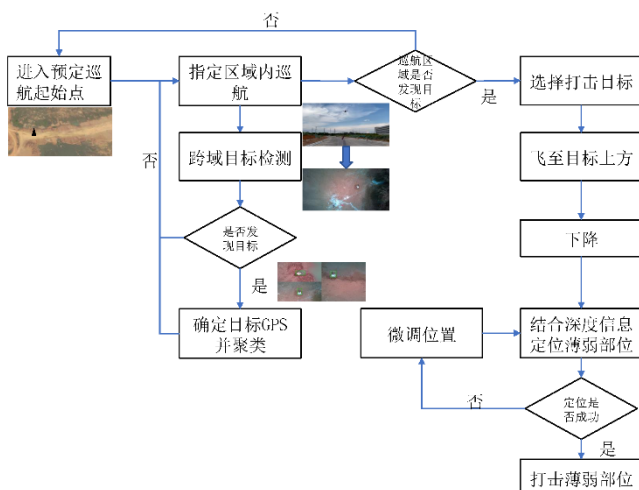 否
进入预定巡
航起始点
指定区域内巡
航
巡航区
域是否
发现目
标
是
选择打击目标
否
跨域目标检测
飞至目标上方
是否发
现目标
下降
是
确定目标GPS
并聚类
微调位置
结合深度信息
定位薄弱部位
否
定位是
否成功
是
打击薄弱部位